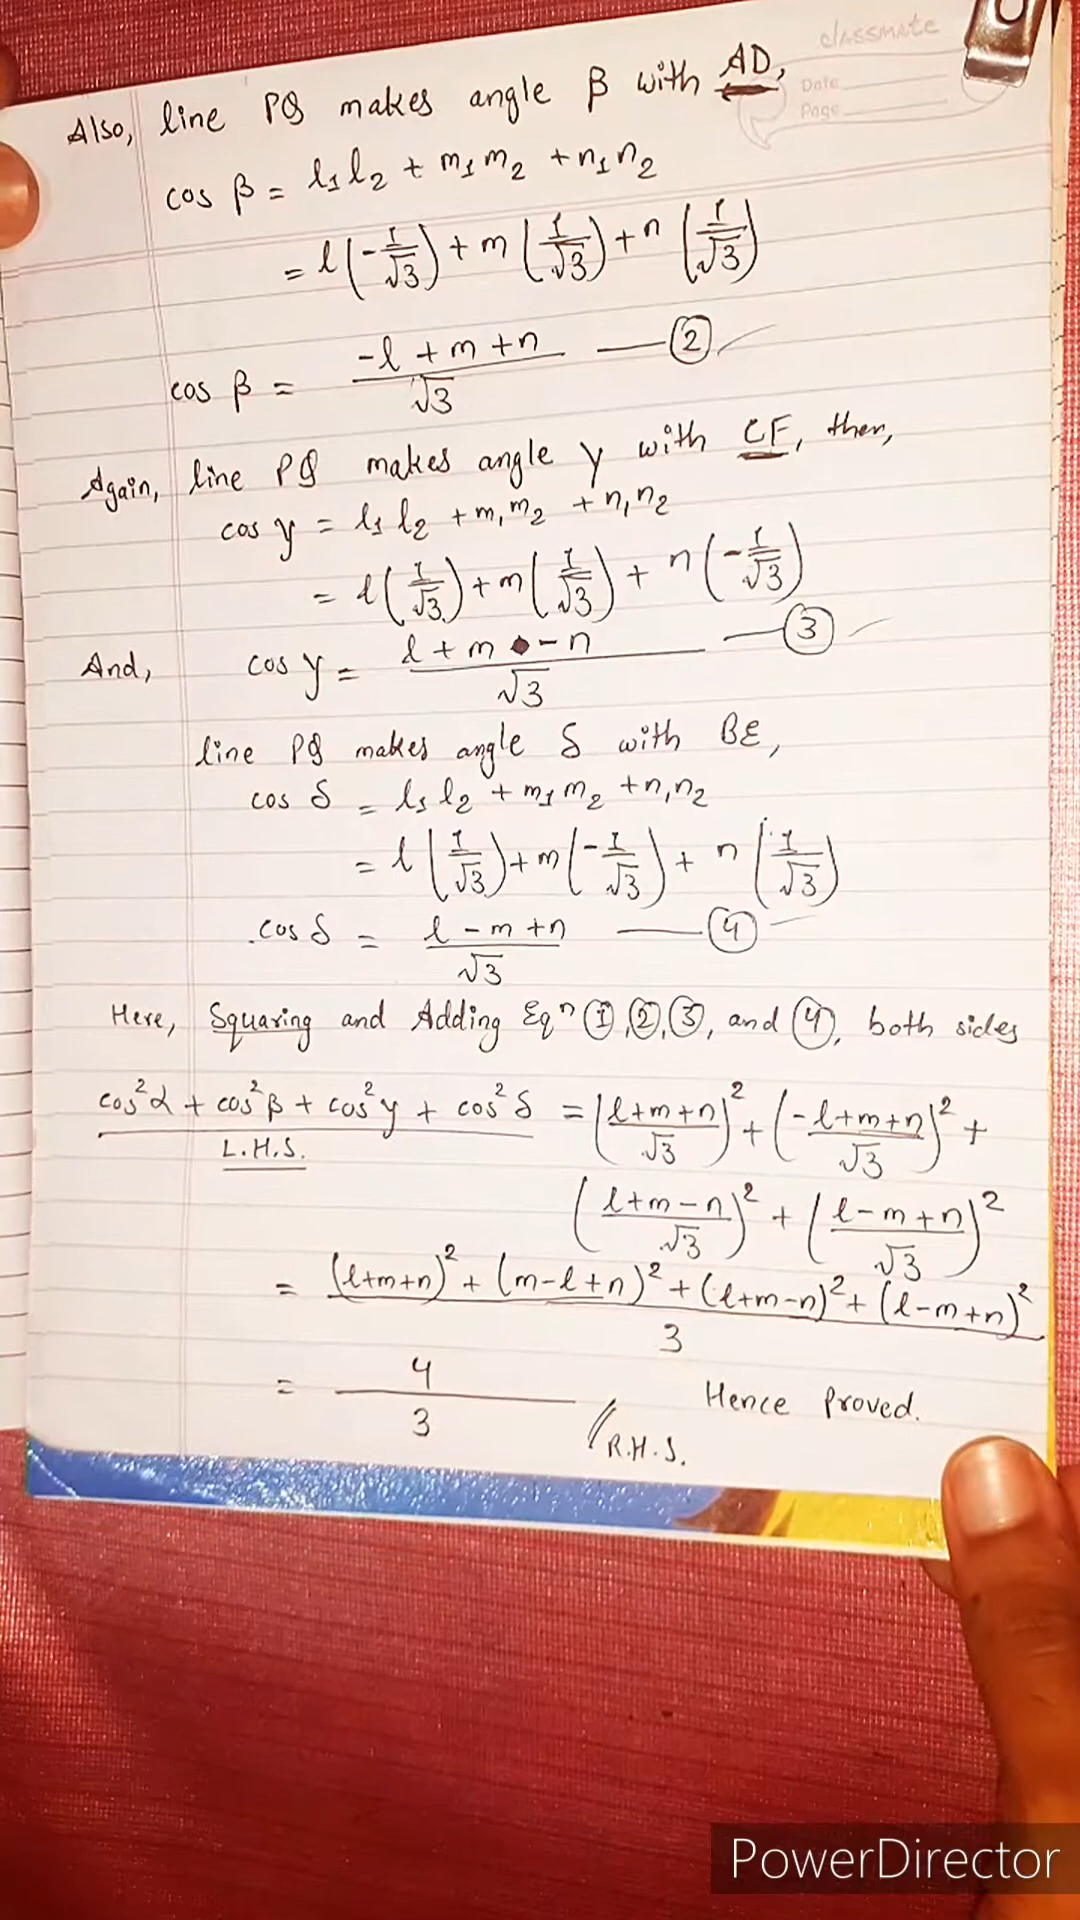 classmate
Date
Page
Also, line PQ makes angle β with AD,
cos β = l₁l₂ + m₁m₂ + n₁n₂
= l(-1/√3) + m(1/√3) + n(1/√3)
cos β = (-l + m + n)/√3 — ②
Again, line PQ makes angle γ with CF, then,
cos γ = l₁l₂ + m₁m₂ + n₁n₂
= l(1/√3) + m(1/√3) + n(-1/√3)
And, cos γ = (l + m - n)/√3 — ③
line PQ makes angle δ with BE,
cos δ = l₁l₂ + m₁m₂ + n₁n₂
= l(1/√3) + m(-1/√3) + n(1/√3)
cos δ = (l - m + n)/√3 — ④
Here, Squaring and Adding Eqⁿ ①, ②, ③, and ④, both sides
cos²α + cos²β + cos²γ + cos²δ = ((l+m+n)/√3)² + ((-l+m+n)/√3)² +
L.H.S.
((l+m-n)/√3)² + ((l-m+n)/√3)²
= ((l+m+n)² + (m-l+n)² + (l+m-n)² + (l-m+n)²)/3
= 4/3 // R.H.S. Hence Proved.
PowerDirector